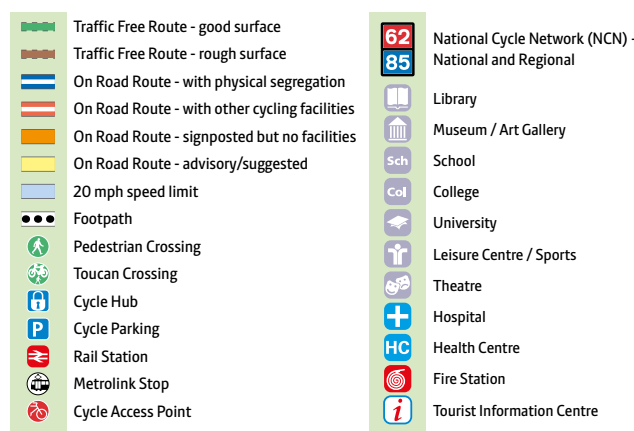 Traffic Free Route - good surface
Traffic Free Route - rough surface
On Road Route - with physical segregation
On Road Route - with other cycling facilities
On Road Route - signposted but no facilities
On Road Route - advisory/suggested
20 mph speed limit
Footpath
Pedestrian Crossing
Toucan Crossing
Cycle Hub
P Cycle Parking
Rail Station
Metrolink Stop
Cycle Access Point
62 National Cycle Network (NCN) -
85 National and Regional
Library
Museum / Art Gallery
Sch School
Col College
University
Leisure Centre / Sports
Theatre
Hospital
HC Health Centre
Fire Station
i Tourist Information Centre